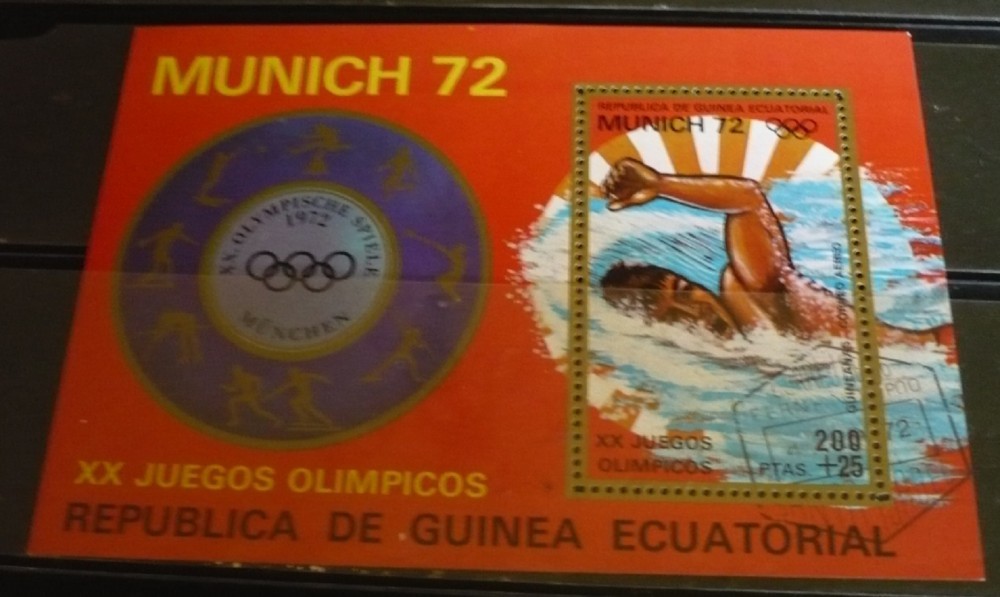 MUNICH 72
XX. OLYMPISCHE SPIELE
1972
MÜNCHEN
XX JUEGOS OLIMPICOS
REPUBLICA DE GUINEA ECUATORIAL
REPUBLICA DE GUINEA ECUATORIAL
MUNICH 72
XX JUEGOS
OLIMPICOS
200
PTAS +25
AEREO
72